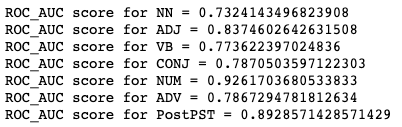 ROC_AUC score for NN = 0.7324143496823908
ROC_AUC score for ADJ = 0.8374602642631508
ROC_AUC score for VB = 0.773622397024836
ROC_AUC score for CONJ = 0.7870503597122303
ROC_AUC score for NUM = 0.9261703680533833
ROC_AUC score for ADV = 0.7867294781812634
ROC_AUC score for PostPST = 0.8928571428571429